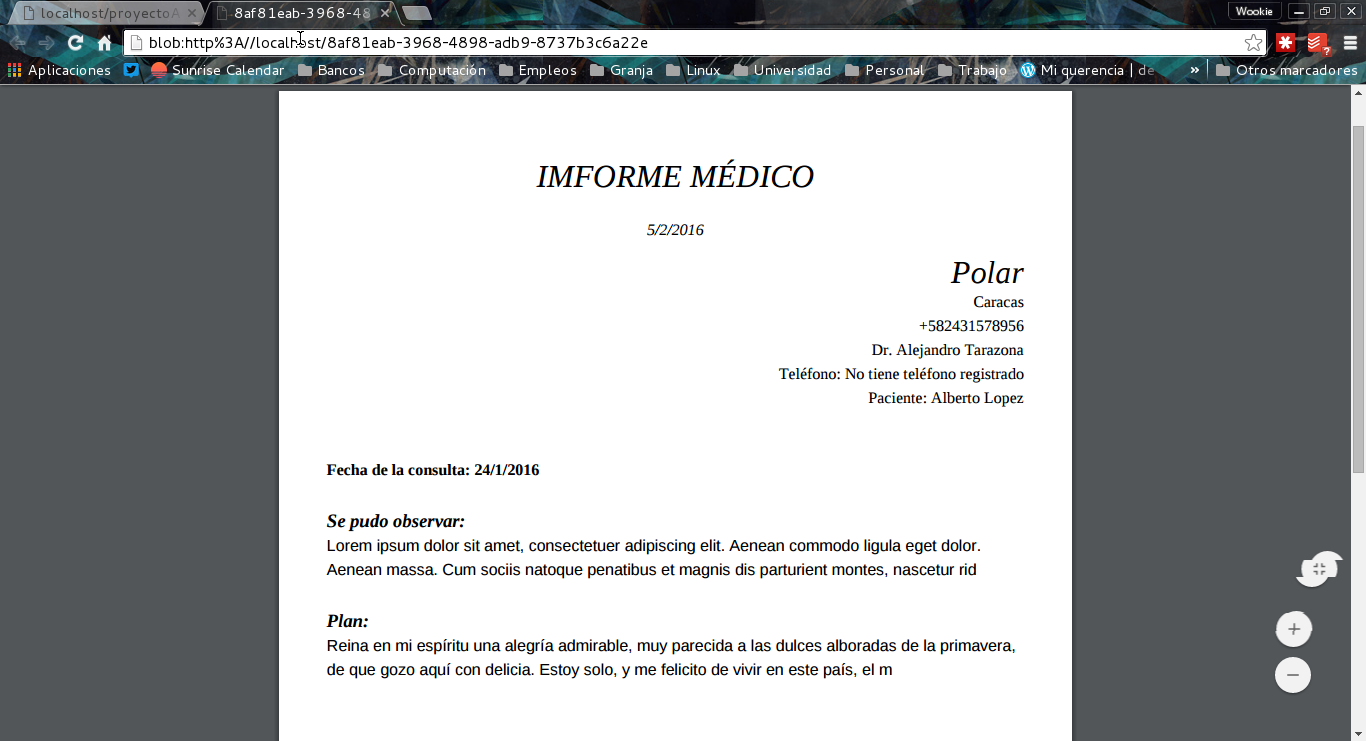 localhost/proyectoA
8af81eab-3968-48
Wookie
blob:http%3A//localhost/8af81eab-3968-4898-adb9-8737b3c6a22e
Aplicaciones Sunrise Calendar Bancos Computación Empleos Granja Linux Universidad Personal Trabajo Mi querencia | de » Otros marcadores
IMFORME MÉDICO
5/2/2016
Polar
Caracas
+582431578956
Dr. Alejandro Tarazona
Teléfono: No tiene teléfono registrado
Paciente: Alberto Lopez
Fecha de la consulta: 24/1/2016
Se pudo observar:
Lorem ipsum dolor sit amet, consectetuer adipiscing elit. Aenean commodo ligula eget dolor.
Aenean massa. Cum sociis natoque penatibus et magnis dis parturient montes, nascetur rid
Plan:
Reina en mi espíritu una alegría admirable, muy parecida a las dulces alboradas de la primavera,
de que gozo aquí con delicia. Estoy solo, y me felicito de vivir en este país, el m